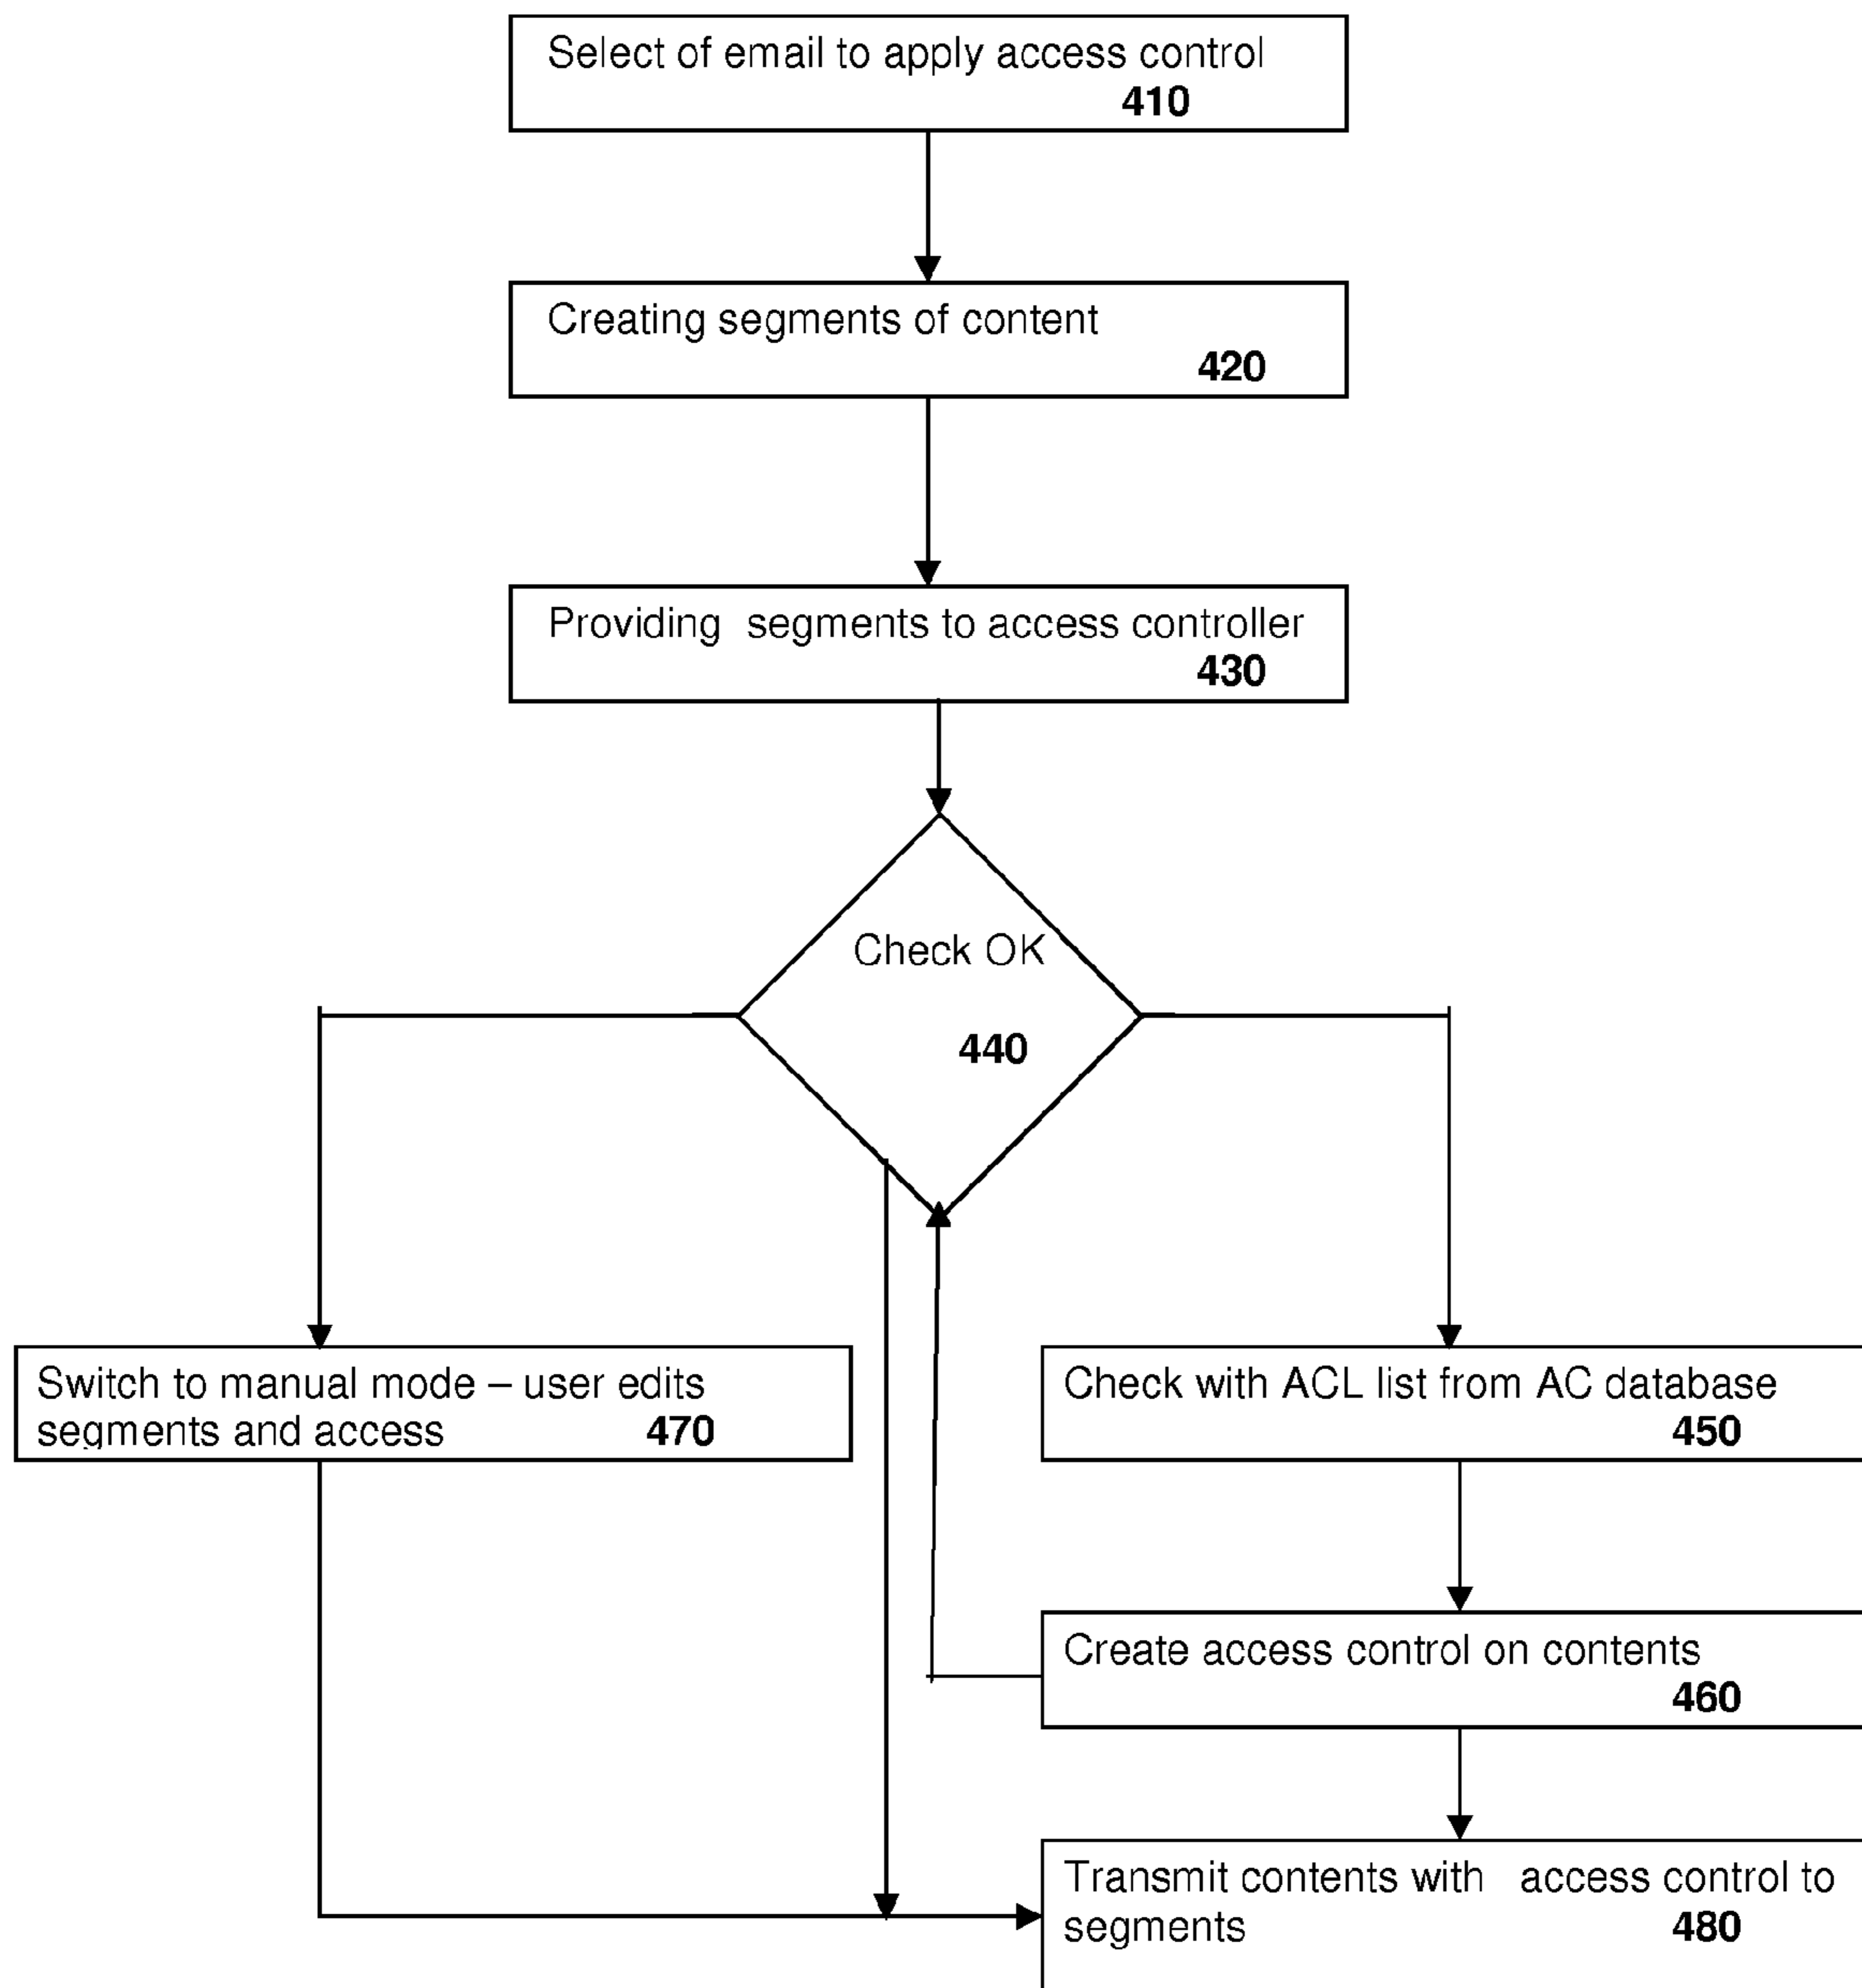 Select of email to apply access control
410
Creating segments of content
420
Providing segments to access controller
430
Check OK
440
Switch to manual mode – user edits
segments and access 470
Check with ACL list from AC database
450
Create access control on contents
460
Transmit contents with access control to
segments 480